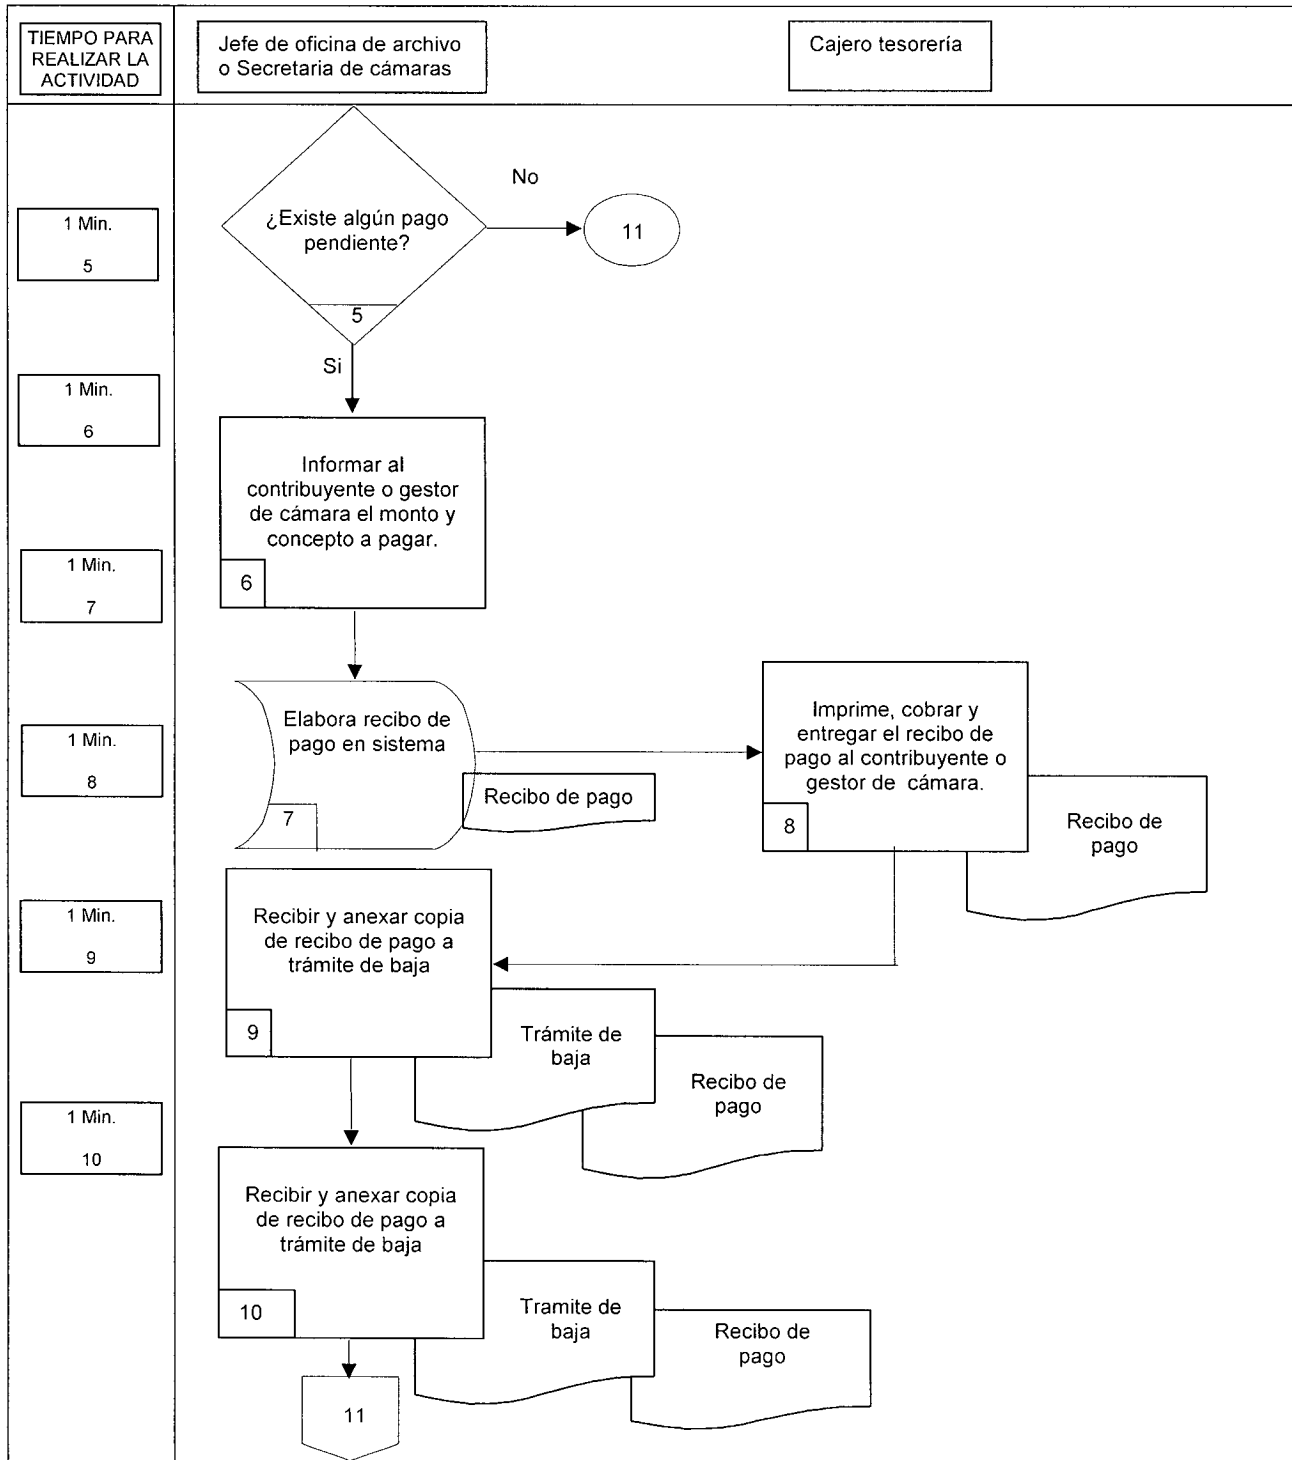 TIEMPO PARA
REALIZAR LA
ACTIVIDAD
Jefe de oficina de archivo
o Secretaria de cámaras
Cajero tesorería
1 Min.
5
¿Existe algún pago
pendiente?
5
No
11
Si
1 Min.
6
Informar al
contribuyente o gestor
de cámara el monto y
concepto a pagar.
6
1 Min.
7
Elabora recibo de
pago en sistema
7
Recibo de pago
1 Min.
8
Imprime, cobrar y
entregar el recibo de
pago al contribuyente o
gestor de cámara.
8
Recibo de
pago
1 Min.
9
Recibir y anexar copia
de recibo de pago a
trámite de baja
9
Trámite de
baja
Recibo de
pago
1 Min.
10
Recibir y anexar copia
de recibo de pago a
trámite de baja
10
Tramite de
baja
Recibo de
pago
11